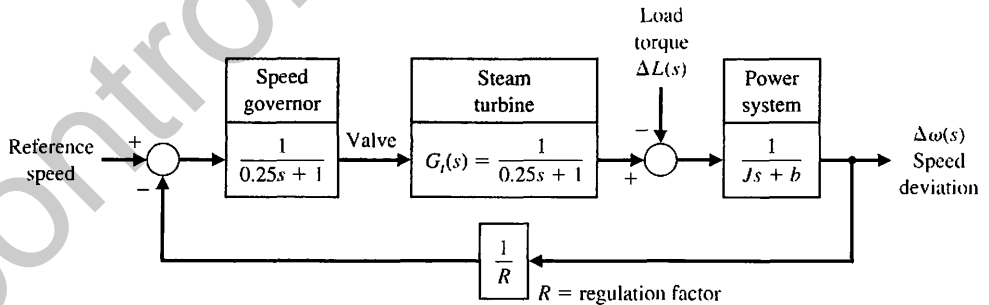 Load
torque
ΔL(s)
Speed
governor
Steam
turbine
Power
system
Reference
speed
+
−
1
0.25s + 1
Valve
G_t(s) = 1
0.25s + 1
−
+
1
Js + b
Δω(s)
Speed
deviation
1
R
R = regulation factor
control